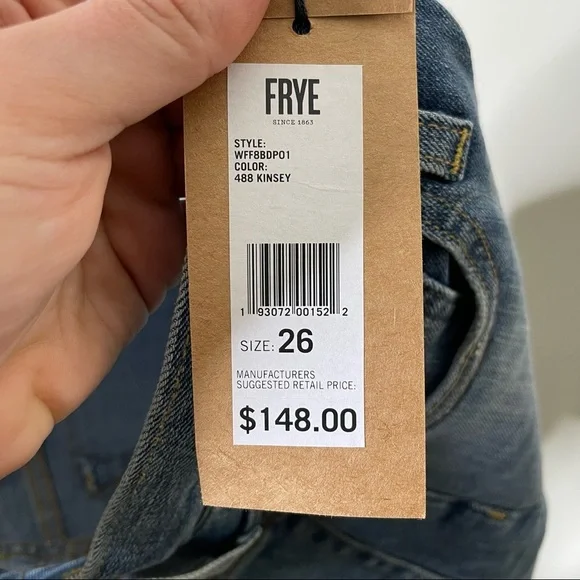 FRYE
SINCE 1863
STYLE:
WFF8BDP01
COLOR:
488 KINSEY
1 93072 00152 2
SIZE: 26
MANUFACTURERS
SUGGESTED RETAIL PRICE:
$148.00